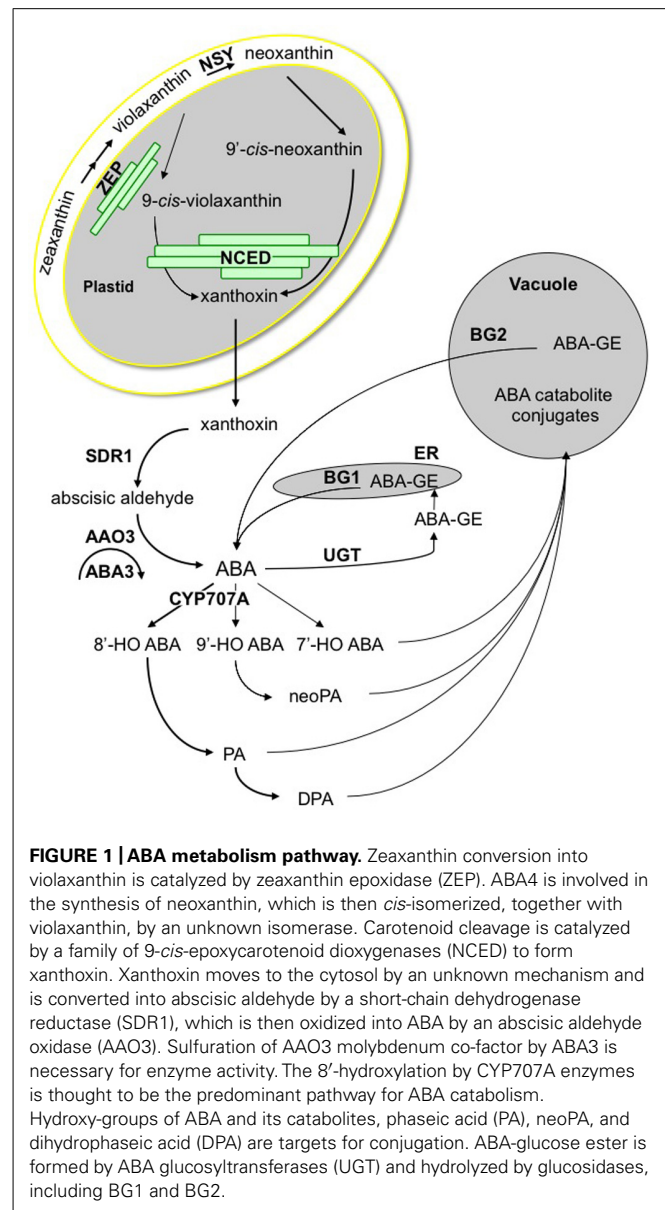 NSY neoxanthin
violaxanthin
ZEP
zeaxanthin
9'-cis-neoxanthin
9-cis-violaxanthin
NCED
Plastid
xanthoxin
Vacuole
BG2 ABA-GE
ABA catabolite
conjugates
xanthoxin
SDR1
ER
BG1 ABA-GE
abscisic aldehyde
ABA-GE
AAO3
UGT
ABA3
ABA
CYP707A
8'-HO ABA 9'-HO ABA 7'-HO ABA
neoPA
PA
DPA
FIGURE 1 | ABA metabolism pathway. Zeaxanthin conversion into
violaxanthin is catalyzed by zeaxanthin epoxidase (ZEP). ABA4 is involved in
the synthesis of neoxanthin, which is then cis-isomerized, together with
violaxanthin, by an unknown isomerase. Carotenoid cleavage is catalyzed
by a family of 9-cis-epoxycarotenoid dioxygenases (NCED) to form
xanthoxin. Xanthoxin moves to the cytosol by an unknown mechanism and
is converted into abscisic aldehyde by a short-chain dehydrogenase
reductase (SDR1), which is then oxidized into ABA by an abscisic aldehyde
oxidase (AAO3). Sulfuration of AAO3 molybdenum co-factor by ABA3 is
necessary for enzyme activity. The 8′-hydroxylation by CYP707A enzymes
is thought to be the predominant pathway for ABA catabolism.
Hydroxy-groups of ABA and its catabolites, phaseic acid (PA), neoPA, and
dihydrophaseic acid (DPA) are targets for conjugation. ABA-glucose ester is
formed by ABA glucosyltransferases (UGT) and hydrolyzed by glucosidases,
including BG1 and BG2.